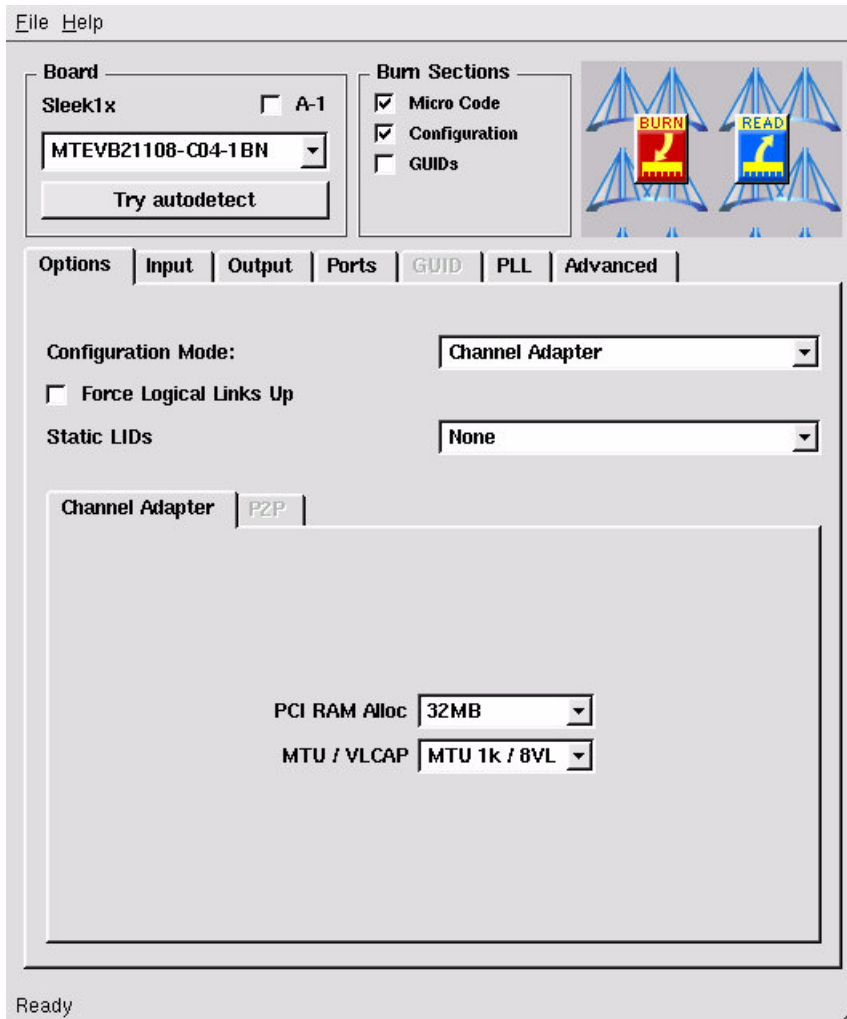 File Help
Board
Sleek1x
A-1
MTEVB21108-C04-1BN
Try autodetect
Burn Sections
Micro Code
Configuration
GUIDs
BURN
READ
Options Input Output Ports GUID PLL Advanced
Configuration Mode: Channel Adapter
Force Logical Links Up
Static LIDs None
Channel Adapter P2P
PCI RAM Alloc 32MB
MTU / VLCAP MTU 1k / 8VL
Ready